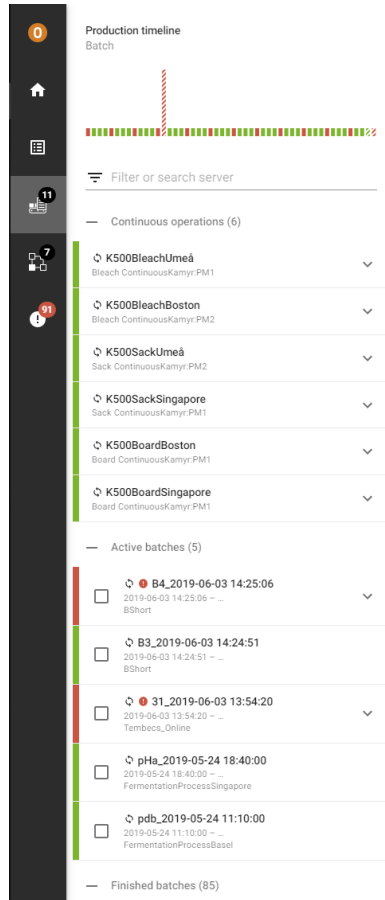 0
Production timeline
Batch
11
Filter or search server
7
Continuous operations (6)
K500BleachUmeå
Bleach ContinuousKamyr:PM1
91
K500BleachBoston
Bleach ContinuousKamyr:PM2
K500SackUmeå
Sack ContinuousKamyr:PM2
K500SackSingapore
Sack ContinuousKamyr:PM1
K500BoardBoston
Board ContinuousKamyr:PM1
K500BoardSingapore
Board ContinuousKamyr:PM1
Active batches (5)
B4_2019-06-03 14:25:06
2019-06-03 14:25:06 – ...
BShort
B3_2019-06-03 14:24:51
2019-06-03 14:24:51 – ...
BShort
31_2019-06-03 13:54:20
2019-06-03 13:54:20 – ...
Tembecs_Online
pHa_2019-05-24 18:40:00
2019-05-24 18:40:00 – ...
FermentationProcessSingapore
pdb_2019-05-24 11:10:00
2019-05-24 11:10:00 – ...
FermentationProcessBasel
Finished batches (85)